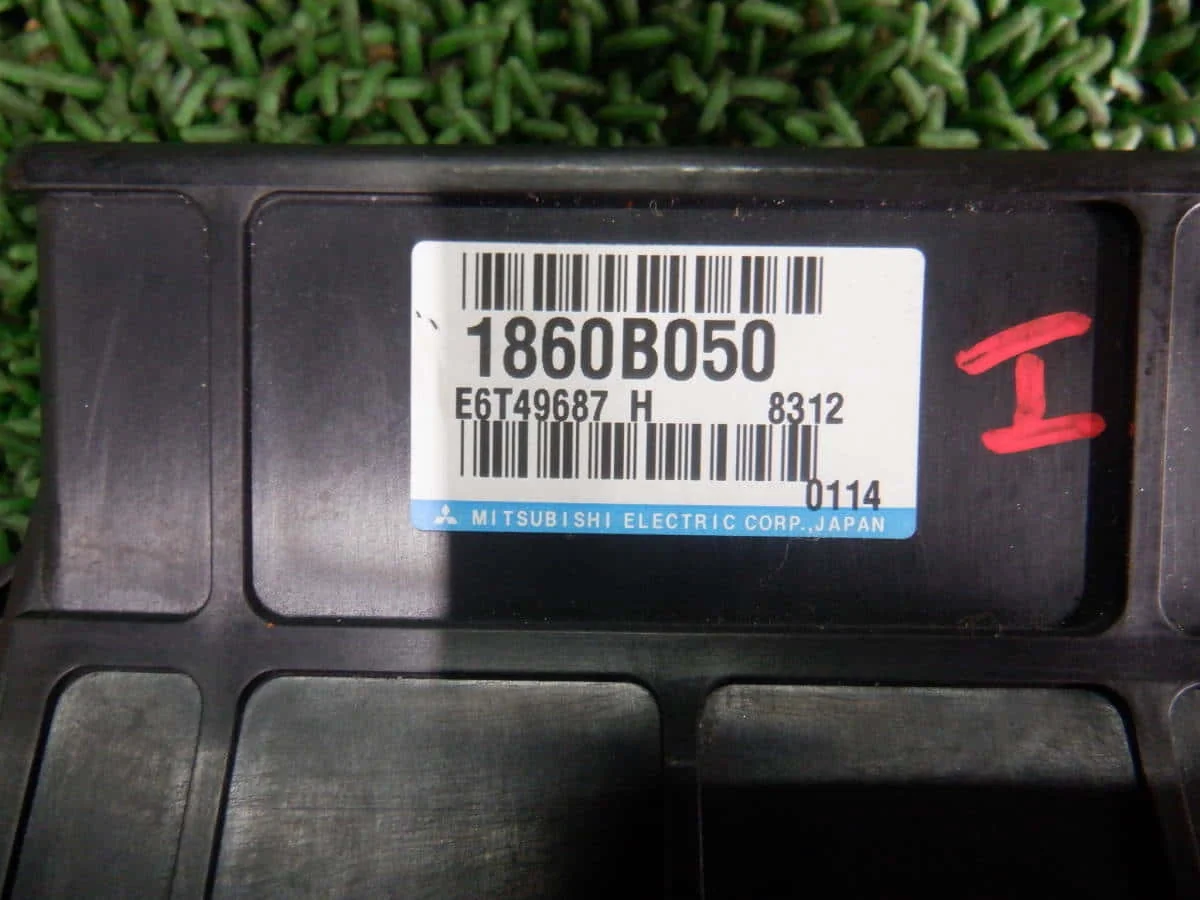 1860B050
E6T49687 H 8312
0114
MITSUBISHI ELECTRIC CORP.,JAPAN
I